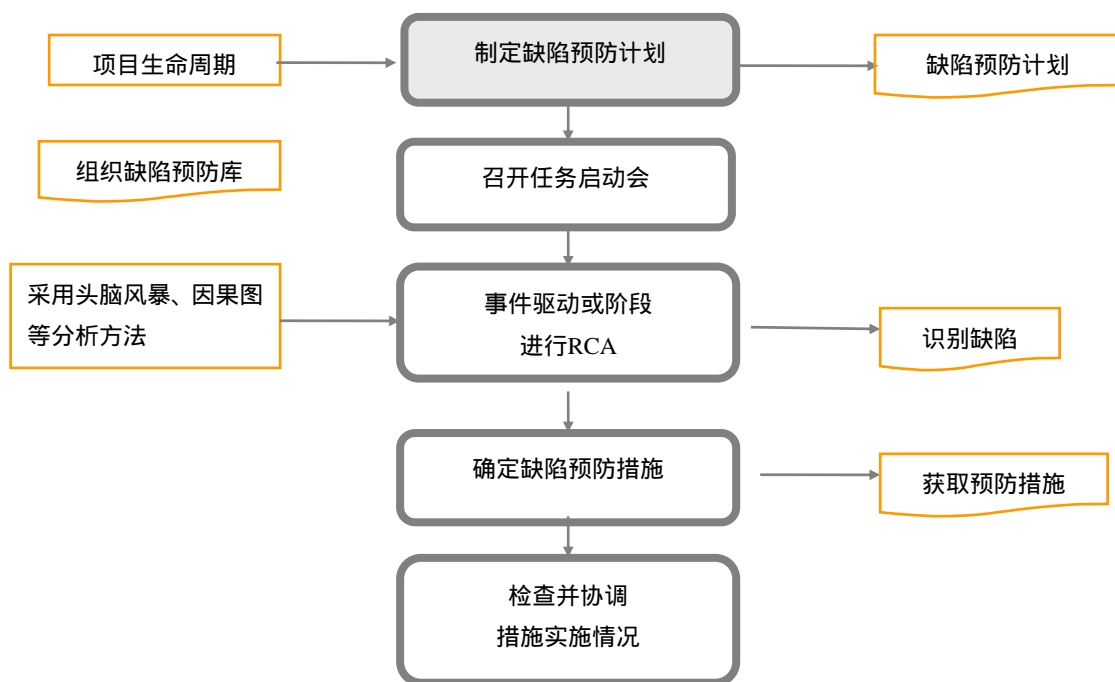 项目生命周期
制定缺陷预防计划
缺陷预防计划
组织缺陷预防库
召开任务启动会
采用头脑风暴、因果图
等分析方法
事件驱动或阶段
进行RCA
识别缺陷
确定缺陷预防措施
获取预防措施
检查并协调
措施实施情况